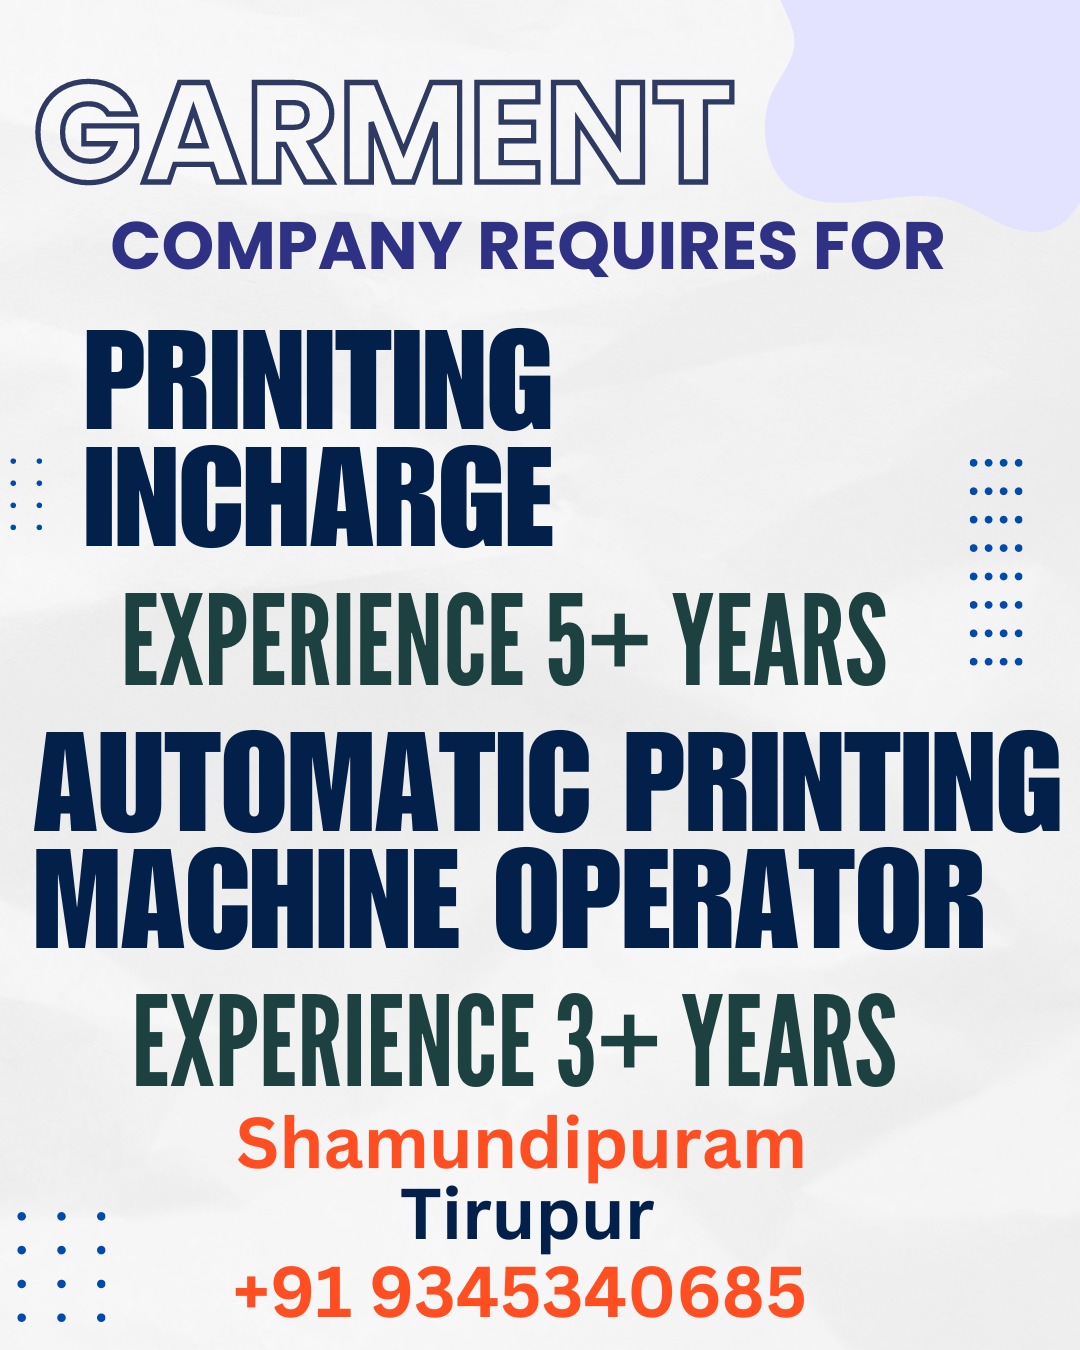 GARMENT
COMPANY REQUIRES FOR
PRINITING
INCHARGE
EXPERIENCE 5+ YEARS
AUTOMATIC PRINTING
MACHINE OPERATOR
EXPERIENCE 3+ YEARS
Shamundipuram
Tirupur
+91 9345340685